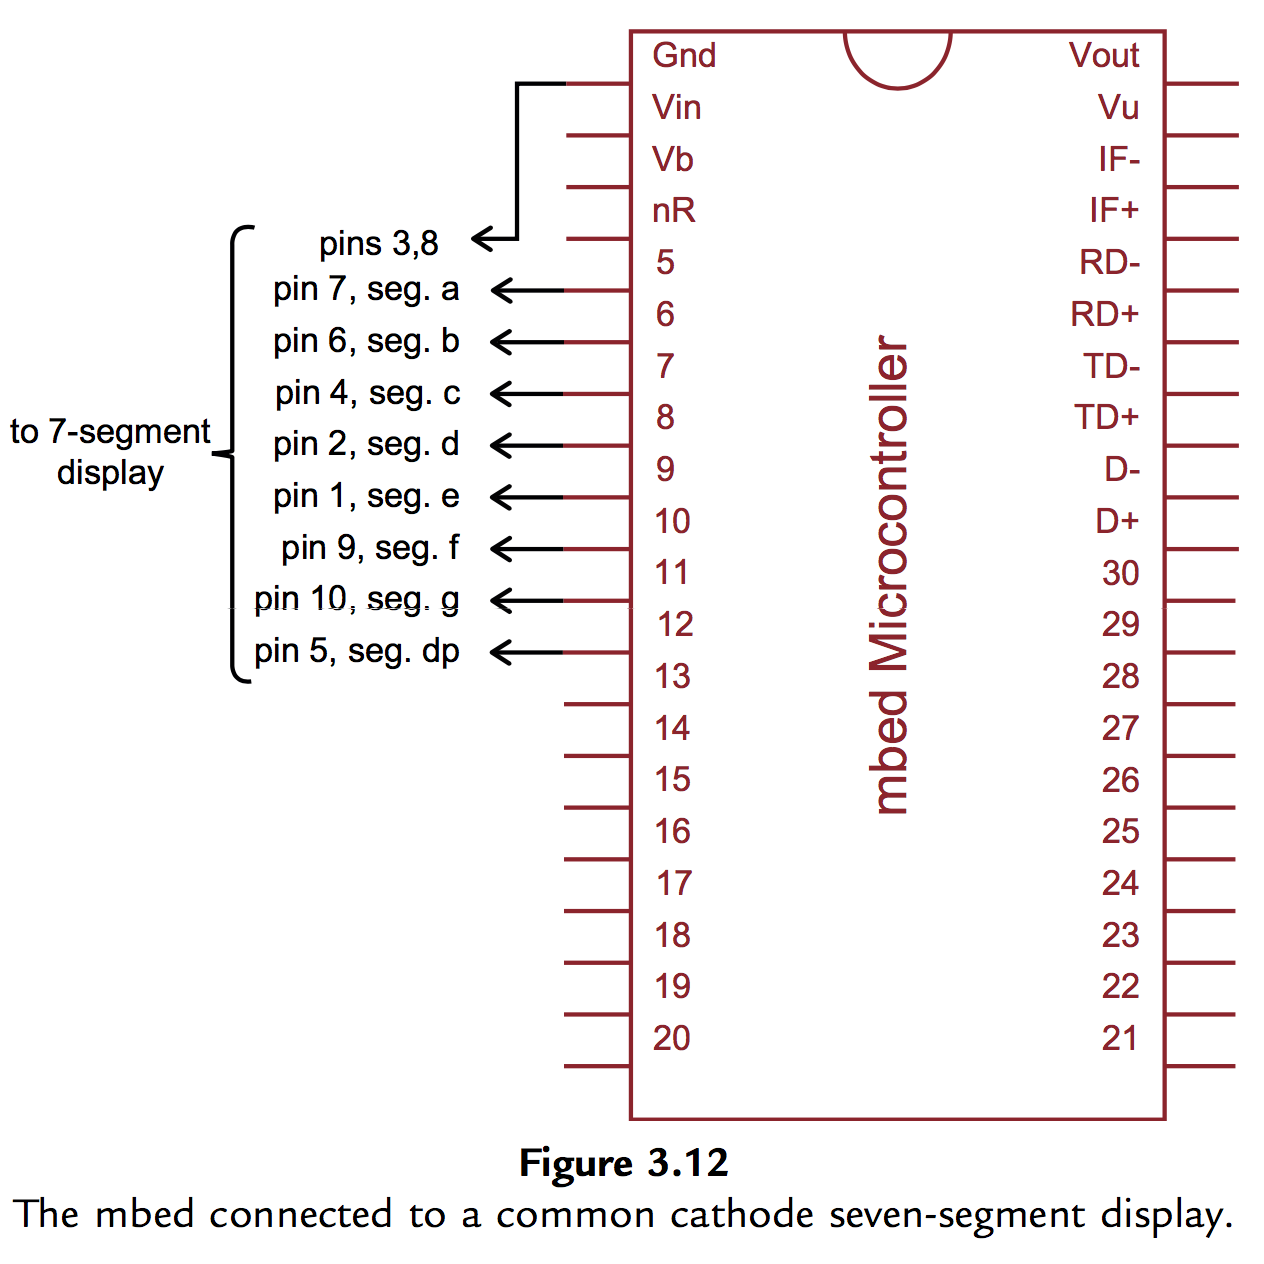 Gnd
Vin
Vb
nR
5
6
7
8
9
10
11
12
13
14
15
16
17
18
19
20
Vout
Vu
IF-
IF+
RD-
RD+
TD-
TD+
D-
D+
30
29
28
27
26
25
24
23
22
21
mbed Microcontroller
pins 3,8
pin 7, seg. a
pin 6, seg. b
pin 4, seg. c
pin 2, seg. d
pin 1, seg. e
pin 9, seg. f
pin 10, seg. g
pin 5, seg. dp
to 7-segment
display
Figure 3.12
The mbed connected to a common cathode seven-segment display.